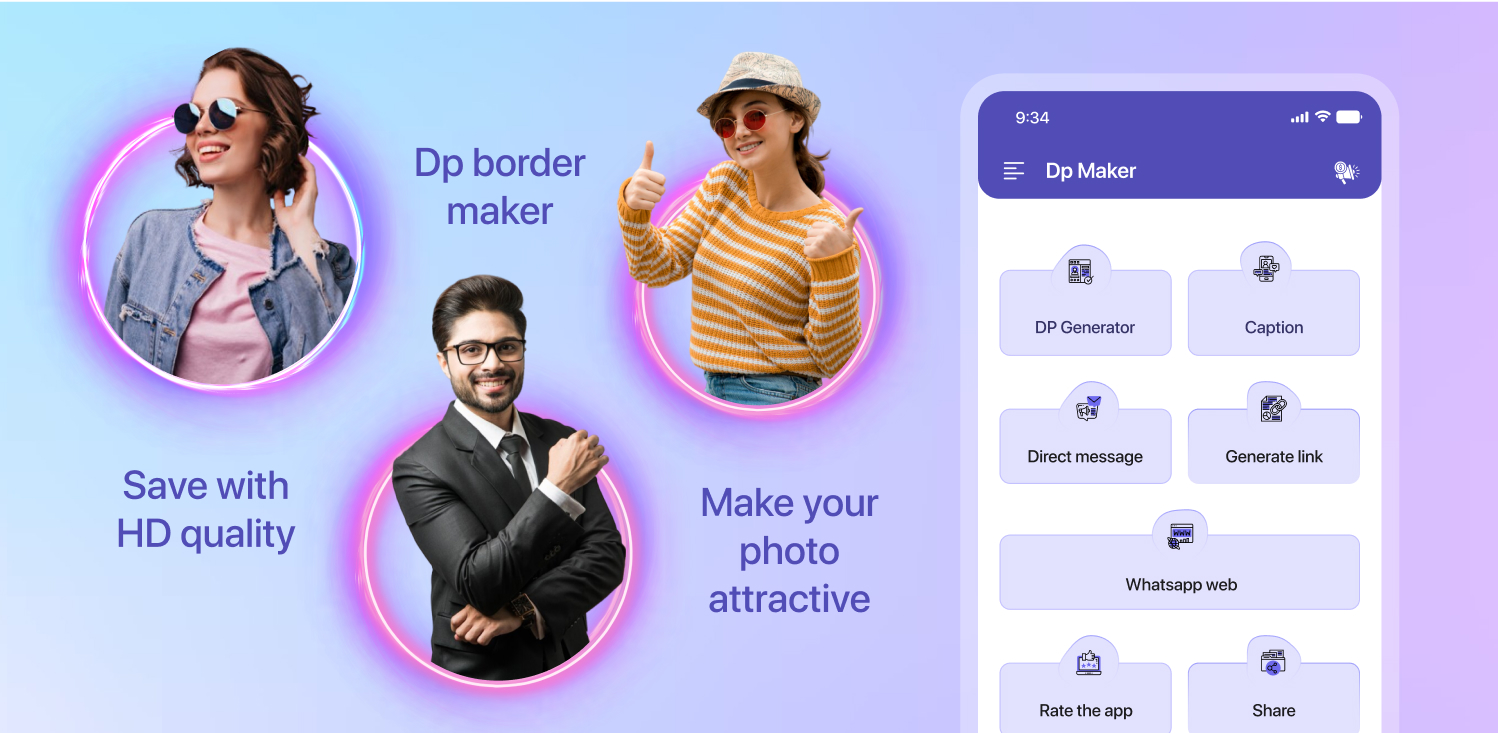 Dp border
maker
Save with
HD quality
Make your
photo
attractive
9:34
Dp Maker
DP Generator
Caption
Direct message
Generate link
WWW
Whatsapp web
Rate the app
Share